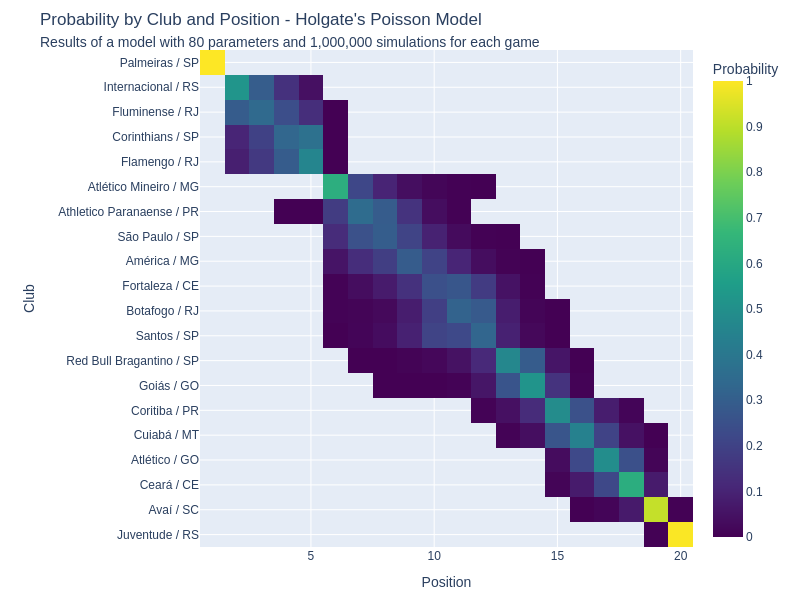 Probability by Club and Position - Holgate's Poisson Model
Results of a model with 80 parameters and 1,000,000 simulations for each game
Palmeiras / SP
Internacional / RS
Fluminense / RJ
Corinthians / SP
Flamengo / RJ
Atlético Mineiro / MG
Athletico Paranaense / PR
São Paulo / SP
América / MG
Fortaleza / CE
Botafogo / RJ
Santos / SP
Red Bull Bragantino / SP
Goiás / GO
Coritiba / PR
Cuiabá / MT
Atlético / GO
Ceará / CE
Avaí / SC
Juventude / RS
Club
5
10
15
20
Position
Probability
1
0.9
0.8
0.7
0.6
0.5
0.4
0.3
0.2
0.1
0